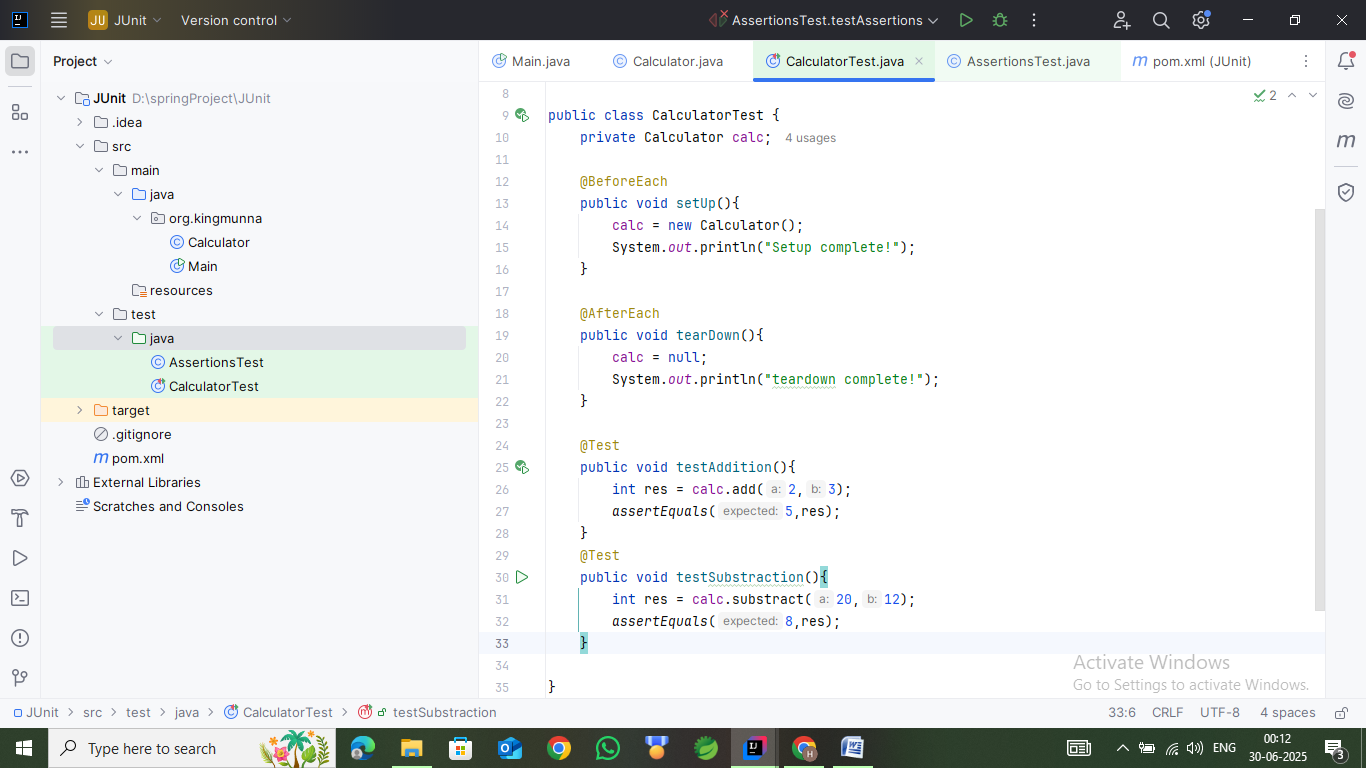 JU JUnit Version control AssertionsTest.testAssertions
Project
Main.java Calculator.java CalculatorTest.java AssertionsTest.java m pom.xml (JUnit)
JUnit D:\springProject\JUnit
.idea
src
main
java
org.kingmunna
Calculator
Main
resources
test
java
AssertionsTest
CalculatorTest
target
.gitignore
m pom.xml
External Libraries
Scratches and Consoles
2
8
9 public class CalculatorTest {
10 private Calculator calc; 4 usages
11
12 @BeforeEach
13 public void setUp(){
14 calc = new Calculator();
15 System.out.println("Setup complete!");
16 }
17
18 @AfterEach
19 public void tearDown(){
20 calc = null;
21 System.out.println("teardown complete!");
22 }
23
24 @Test
25 public void testAddition(){
26 int res = calc.add( a: 2, b: 3);
27 assertEquals( expected: 5,res);
28 }
29 @Test
30 public void testSubstraction(){
31 int res = calc.substract( a: 20, b: 12);
32 assertEquals( expected: 8,res);
33 }
34
35 }
m
Activate Windows
Go to Settings to activate Windows.
JUnit > src > test > java > CalculatorTest > testSubstraction 33:6 CRLF UTF-8 4 spaces
Type here to search ENG 00:12
30-06-2025
3